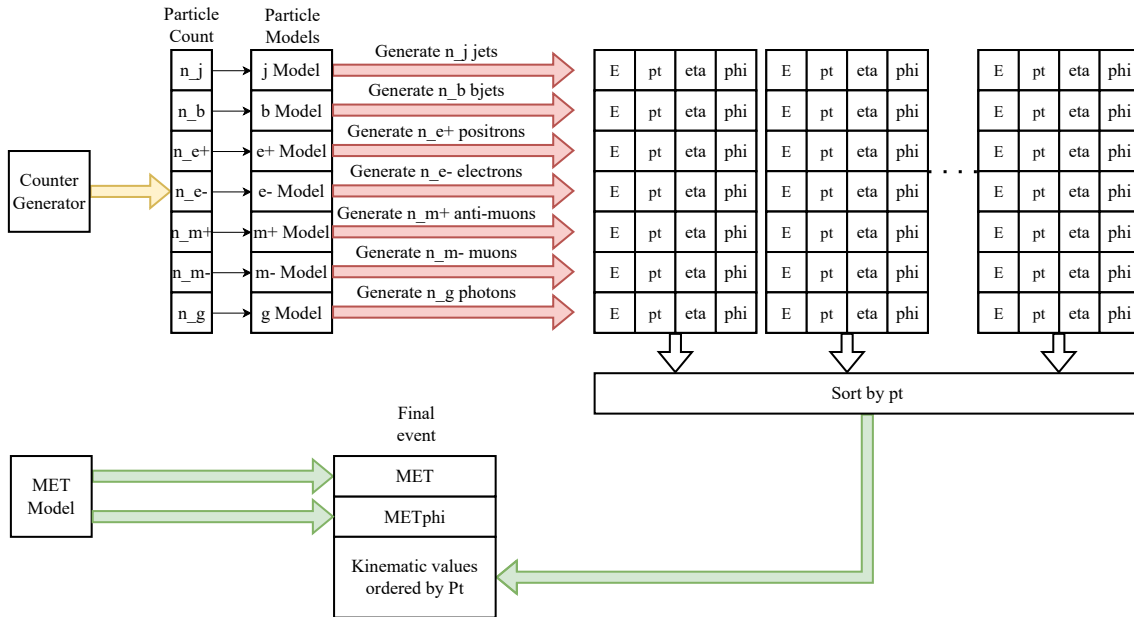 Particle
Count
Particle
Models
n_j
j Model
Generate n_j jets
E pt eta phi E pt eta phi E pt eta phi
n_b
b Model
Generate n_b bjets
E pt eta phi E pt eta phi E pt eta phi
n_e+
e+ Model
Generate n_e+ positrons
E pt eta phi E pt eta phi E pt eta phi
Counter
Generator
n_e-
e- Model
Generate n_e- electrons
E pt eta phi E pt eta phi . . . . E pt eta phi
n_m+
m+ Model
Generate n_m+ anti-muons
E pt eta phi E pt eta phi E pt eta phi
n_m-
m- Model
Generate n_m- muons
E pt eta phi E pt eta phi E pt eta phi
n_g
g Model
Generate n_g photons
E pt eta phi E pt eta phi E pt eta phi
Sort by pt
Final
event
MET
Model
MET
METphi
Kinematic values
ordered by Pt